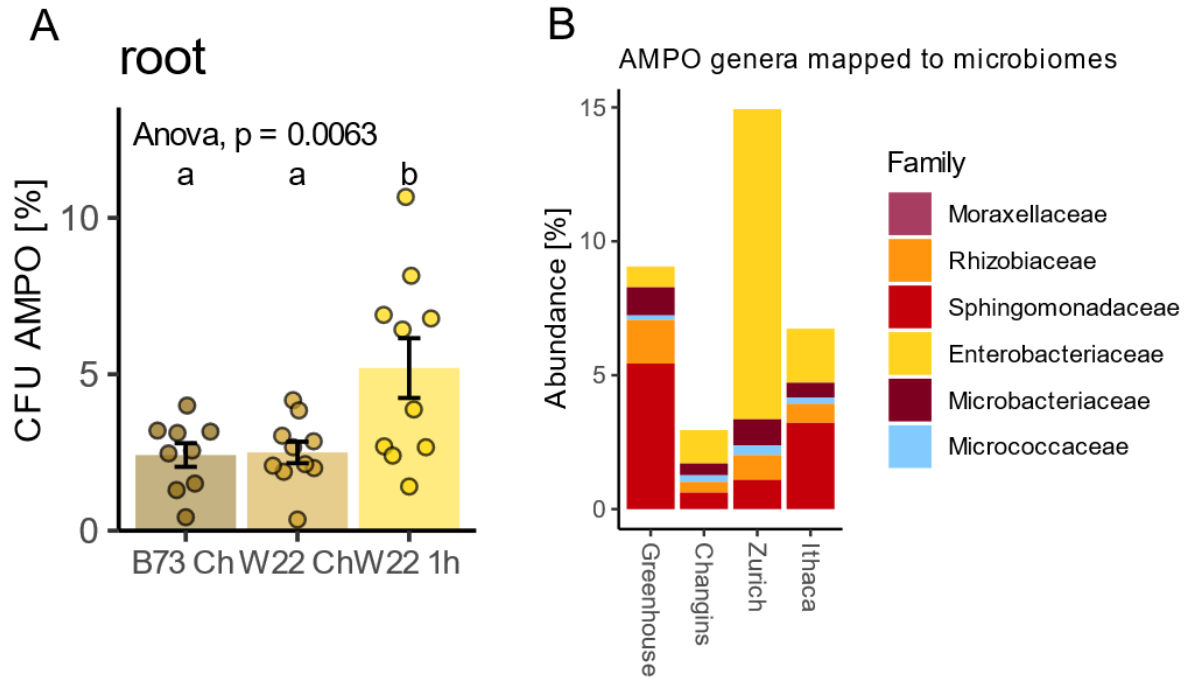 A
root
Anova, p = 0.0063
a a b
CFU AMPO [%]
10
5
0
B73 Ch W22 Ch W22 1h
B
AMPO genera mapped to microbiomes
Abundance [%]
15
10
5
0
Greenhouse
Changins
Zurich
Ithaca
Family
Moraxellaceae
Rhizobiaceae
Sphingomonadaceae
Enterobacteriaceae
Microbacteriaceae
Micrococcaceae